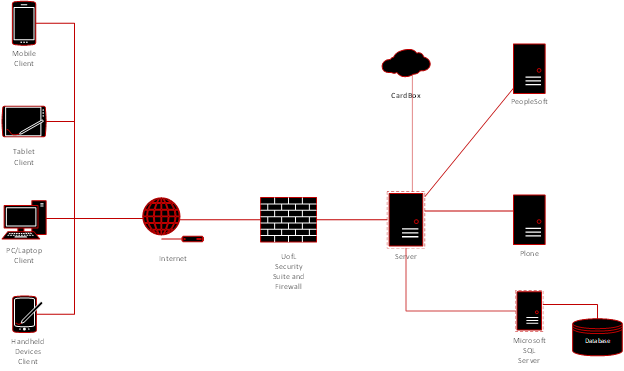 Mobile
Client
CardBox
PeopleSoft
Tablet
Client
PC/Laptop
Client
Internet
UofL
Security
Suite and
Firewall
Server
Plone
Handheld
Devices
Client
Microsoft
SQL
Server
Database